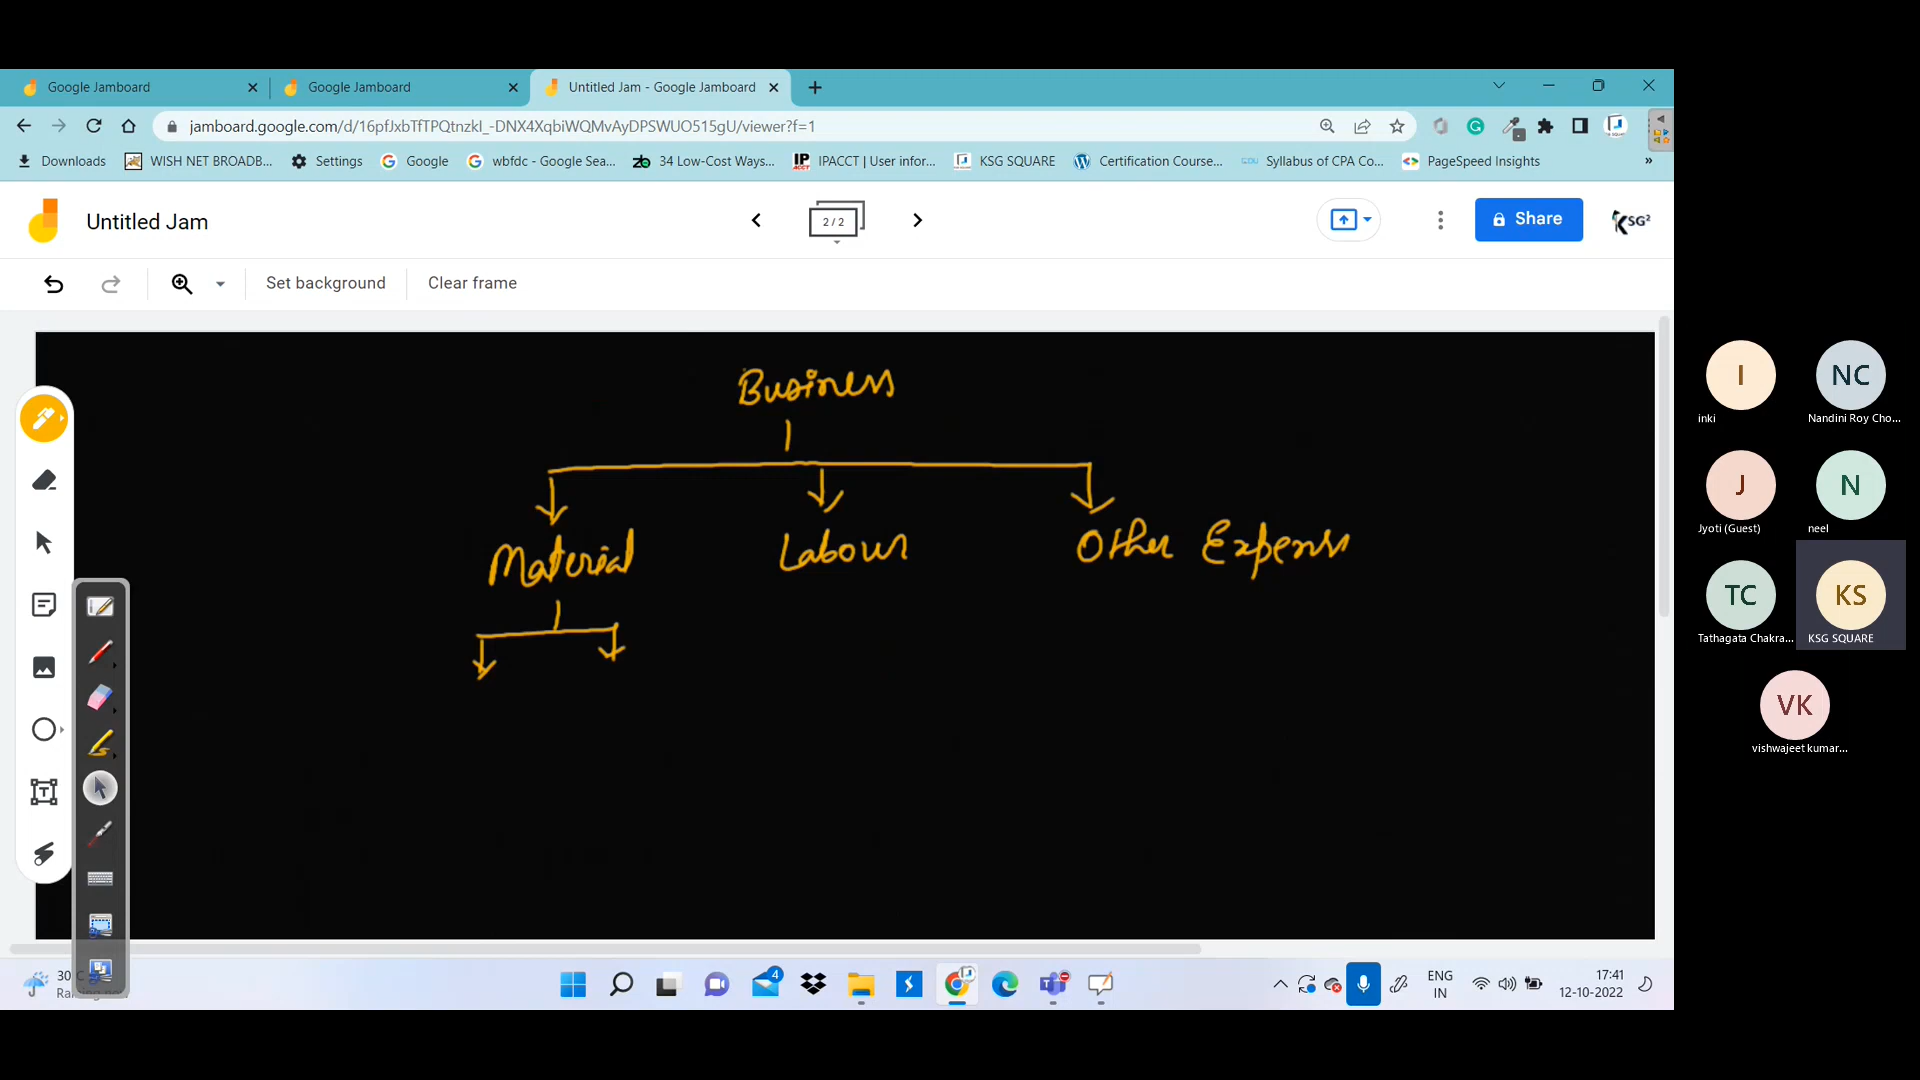 Google Jamboard
Google Jamboard
Untitled Jam - Google Jamboard
jamboard.google.com/d/16pfJxbTfTPQtnzkI_-DNX4XqbiWQMvAyDPSWUO515gU/viewer?f=1
Downloads
WISH NET BROADB...
Settings
Google
wbfdc - Google Sea...
34 Low-Cost Ways...
IPACCT | User infor...
KSG SQUARE
Certification Course...
Syllabus of CPA Co...
PageSpeed Insights
»
Untitled Jam
2 / 2
Share
KSG²
Set background
Clear frame
Business
Material
Labour
Other Expenses
I
inki
NC
Nandini Roy Cho...
J
Jyoti (Guest)
N
neel
TC
Tathagata Chakra...
KS
KSG SQUARE
VK
vishwajeet kumar...
4
ENG
IN
17:41
12-10-2022